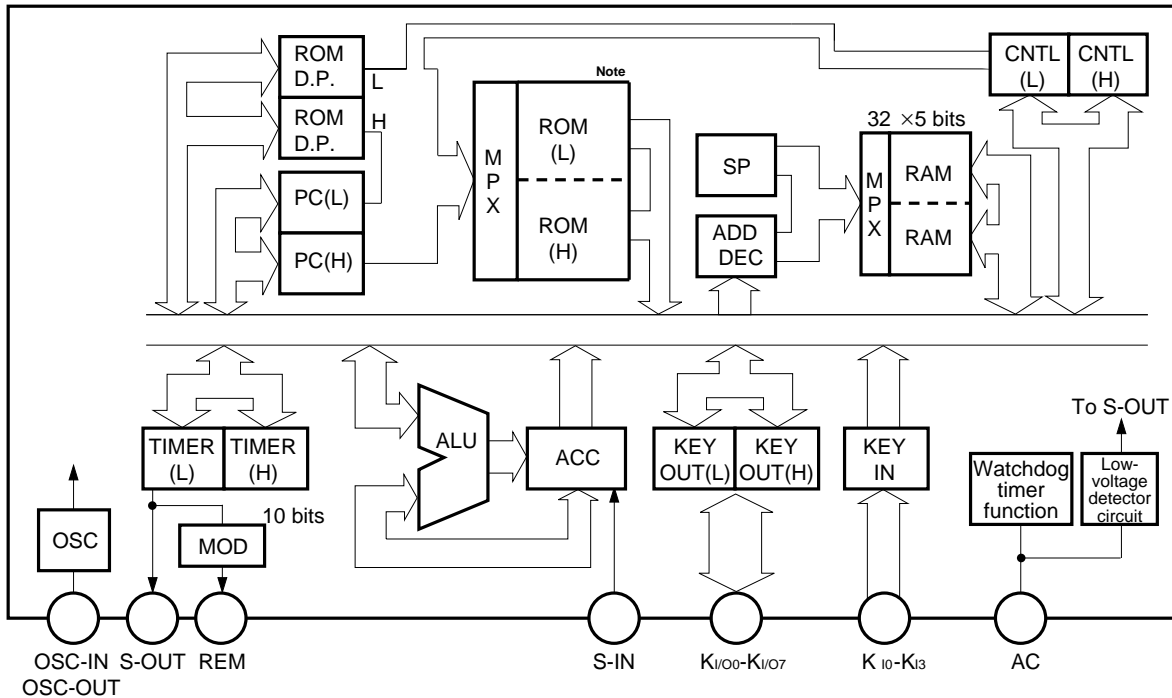 ROM
D.P.
L
ROM
D.P.
H
PC(L)
PC(H)
Note
M
P
X
ROM
(L)
ROM
(H)
SP
ADD
DEC
32 ×5 bits
M
P
X
RAM
RAM
CNTL
(L)
CNTL
(H)
TIMER
(L)
TIMER
(H)
10 bits
MOD
OSC
ALU
ACC
KEY
OUT(L)
KEY
OUT(H)
KEY
IN
Watchdog
timer
function
To S-OUT
Low-
voltage
detector
circuit
OSC-IN
OSC-OUT
S-OUT
REM
S-IN
KI/O0-KI/O7
K I0-KI3
AC